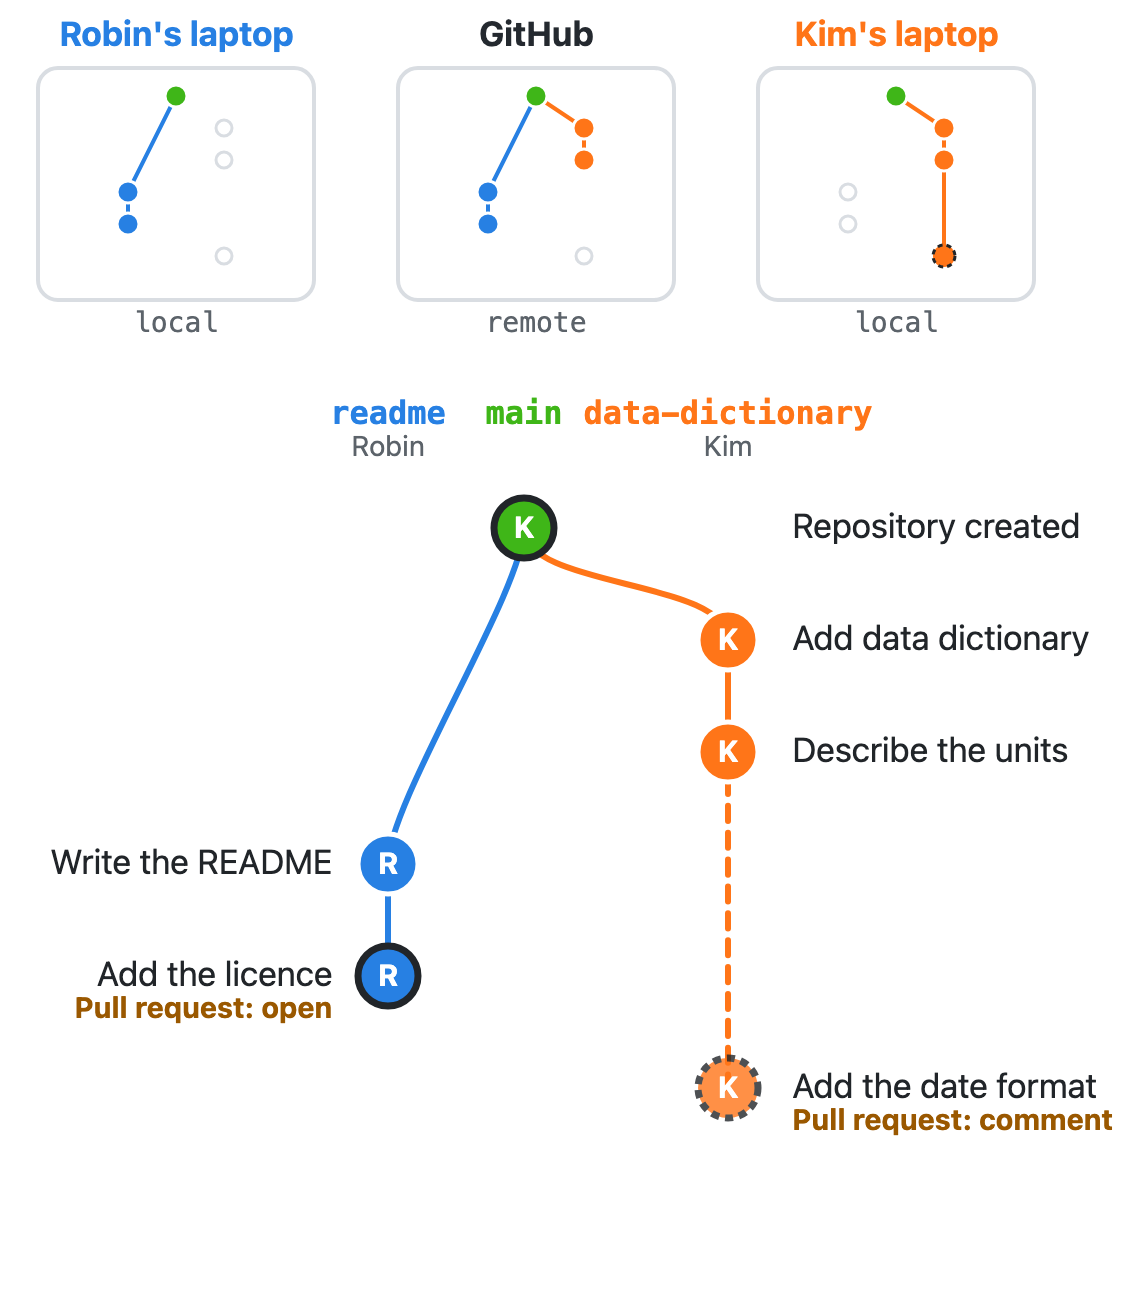 Robin's laptop
GitHub
Kim's laptop
local
remote
local
readme
main
data-dictionary
Robin
Kim
K
Repository created
K
Add data dictionary
K
Describe the units
Write the README
R
Add the licence
R
Pull request: open
K
Add the date format
Pull request: comment